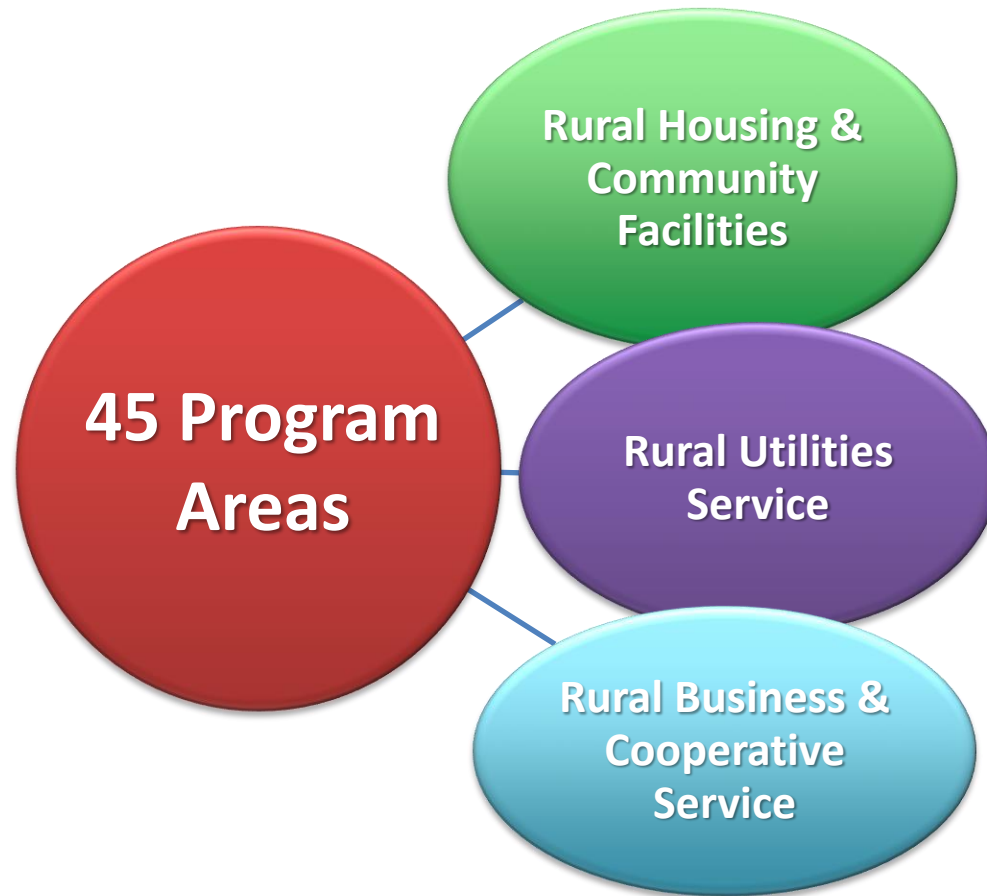 Rural Housing &
Community
Facilities
45 Program
Areas
Rural Utilities
Service
Rural Business &
Cooperative
Service